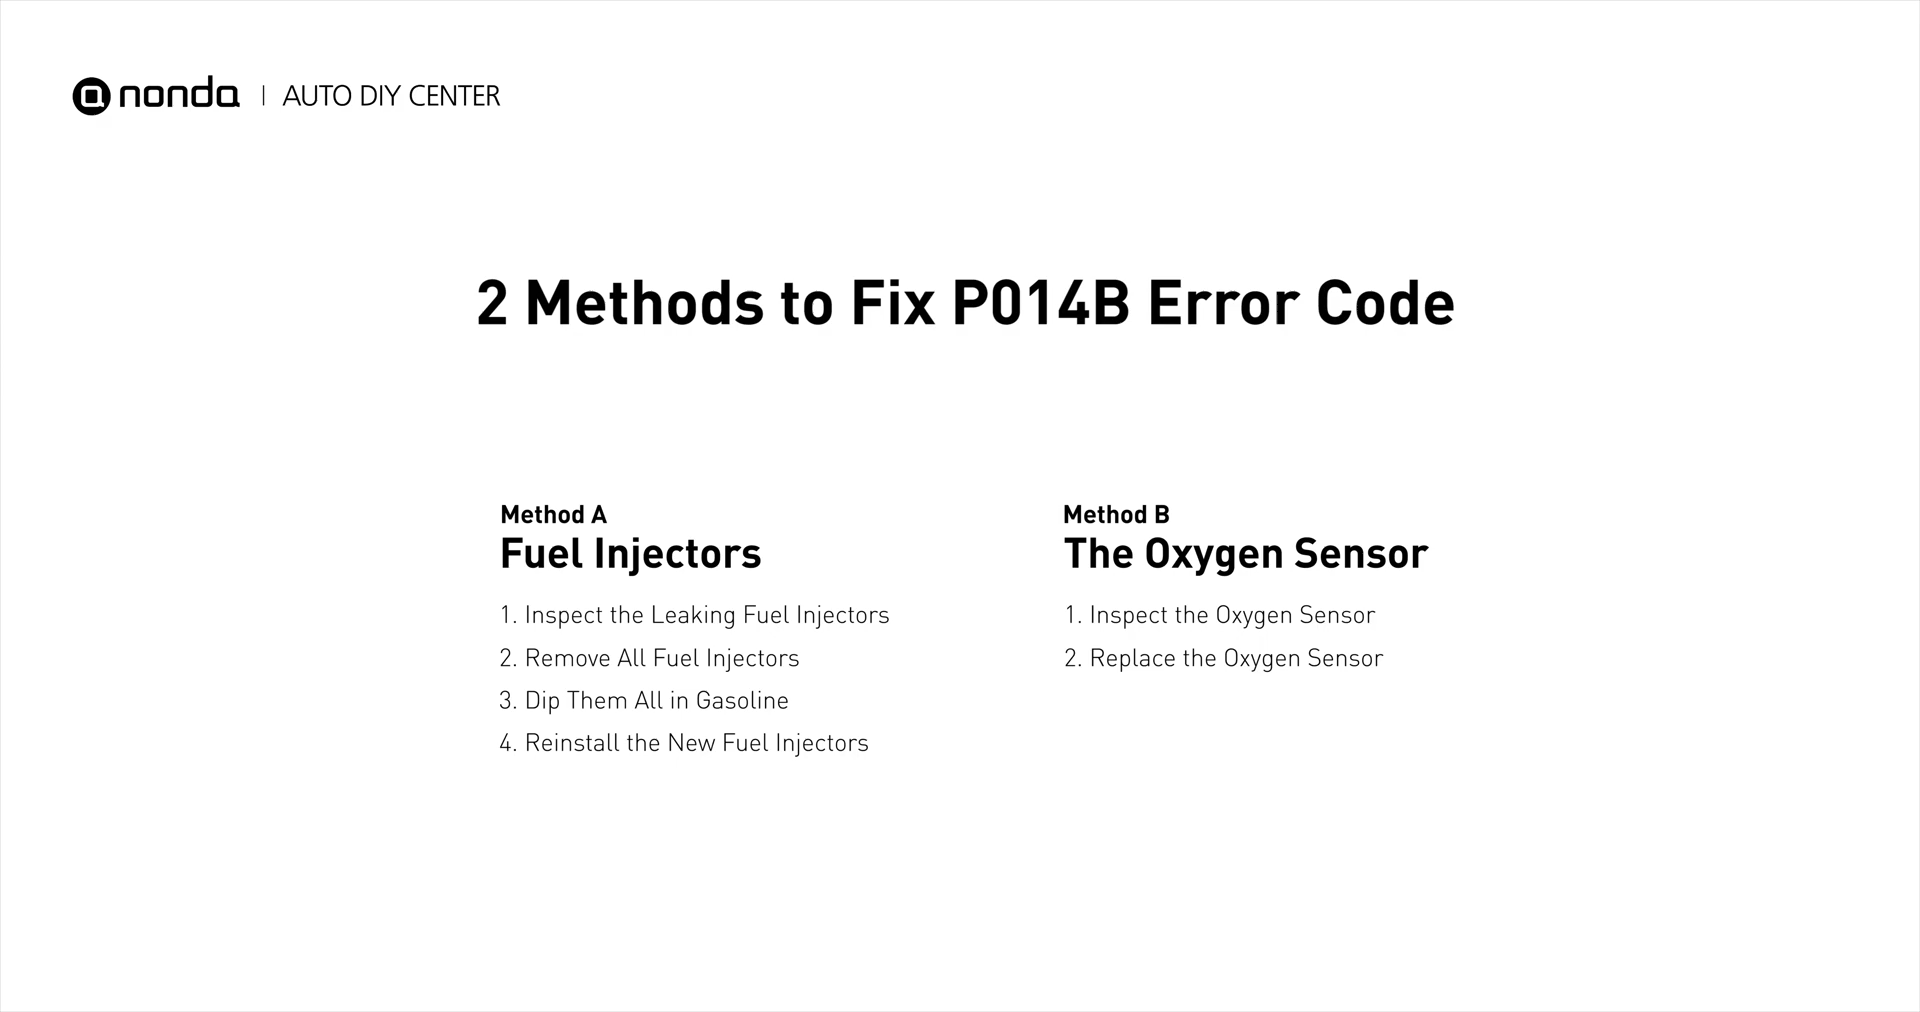 nonda | AUTO DIY CENTER
2 Methods to Fix P014B Error Code
Method A
Fuel Injectors
1. Inspect the Leaking Fuel Injectors
2. Remove All Fuel Injectors
3. Dip Them All in Gasoline
4. Reinstall the New Fuel Injectors
Method B
The Oxygen Sensor
1. Inspect the Oxygen Sensor
2. Replace the Oxygen Sensor